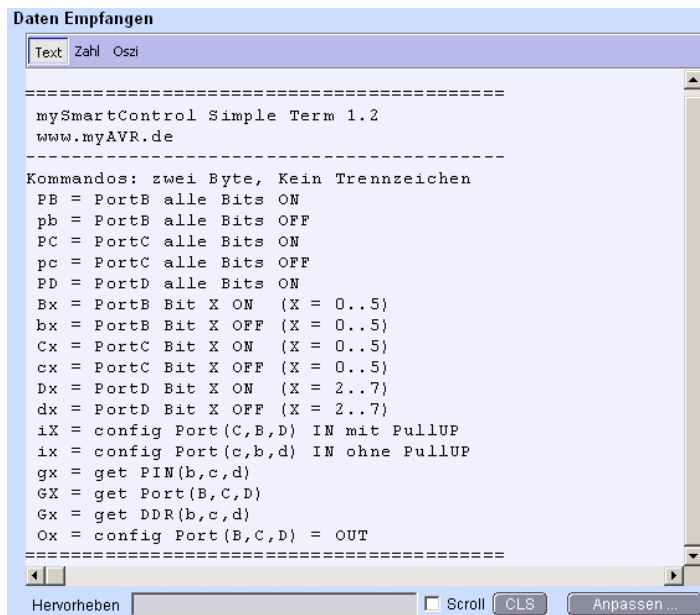 Daten Empfangen
Text Zahl Oszi
==========================================
mySmartControl Simple Term 1.2
www.myAVR.de
------------------------------------------
Kommandos: zwei Byte, Kein Trennzeichen
PB = PortB alle Bits ON
pb = PortB alle Bits OFF
PC = PortC alle Bits ON
pc = PortC alle Bits OFF
PD = PortD alle Bits ON
Bx = PortB Bit X ON (X = 0..5)
bx = PortB Bit X OFF (X = 0..5)
Cx = PortC Bit X ON (X = 0..5)
cx = PortC Bit X OFF (X = 0..5)
Dx = PortD Bit X ON (X = 2..7)
dx = PortD Bit X OFF (X = 2..7)
iX = config Port(C,B,D) IN mit PullUP
ix = config Port(c,b,d) IN ohne PullUP
gx = get PIN(b,c,d)
GX = get Port(B,C,D)
Gx = get DDR(b,c,d)
Ox = config Port(B,C,D) = OUT
==========================================
Hervorheben Scroll CLS Anpassen ...